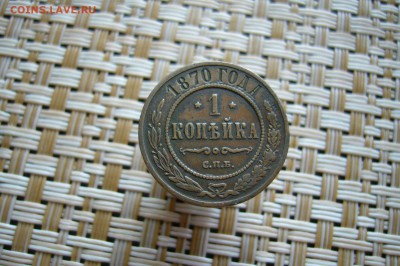 COINS.LAVE.RU
1870 ГОДА
1
КОПѢЙКА
С.П.Б.